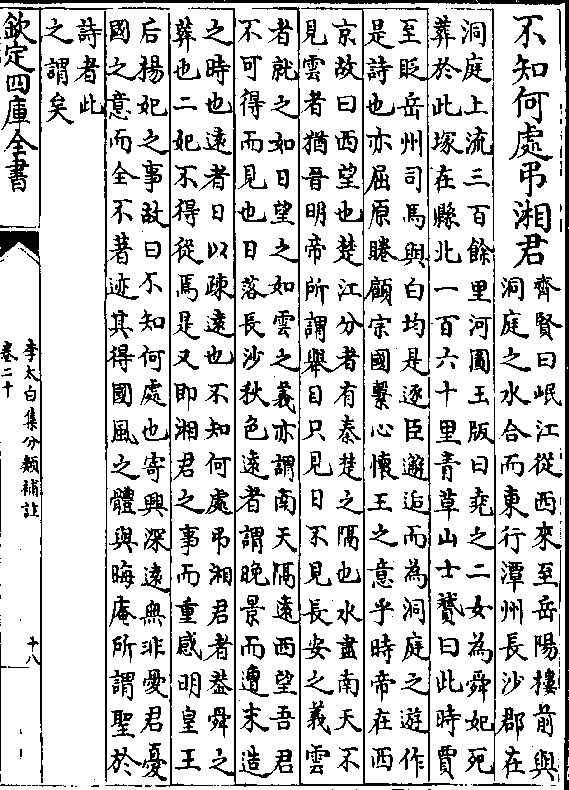 不知何處弔湘君
齊賢曰岷江從西來至岳陽樓前與
洞庭之水合而東行潭州長沙郡在
洞庭上流三百餘里河圖玉版曰堯之二女為舜妃死
葬於此塚在縣北一百六十里青草山士贇曰此時賈
至貶岳州司馬與白均是逐臣邂逅而為洞庭之遊作
是詩也亦屈原睠顧宗國繫心懷王之意乎時帝在西
京故曰西望也楚江分者有秦楚之隔也水盡南天不
見雲者猶晉明帝所謂舉目只見日不見長安之義雲
者就之如日望之如雲之義亦謂南天隔遠西望吾君
不可得而見也日落長沙秋色遠者謂晚景而遭末造
之時也遠者日以疎遠也不知何處弔湘君者葢舜之
葬也二妃不得從焉是又即湘君之事而重感明皇王
后楊妃之事故曰不知何處也寄興深遠無非愛君憂
國之意而全不著迹其得國風之體與晦庵所謂聖於
詩者此
之謂矣
欽定四庫全書
李太白集分類補註
卷二十
十八